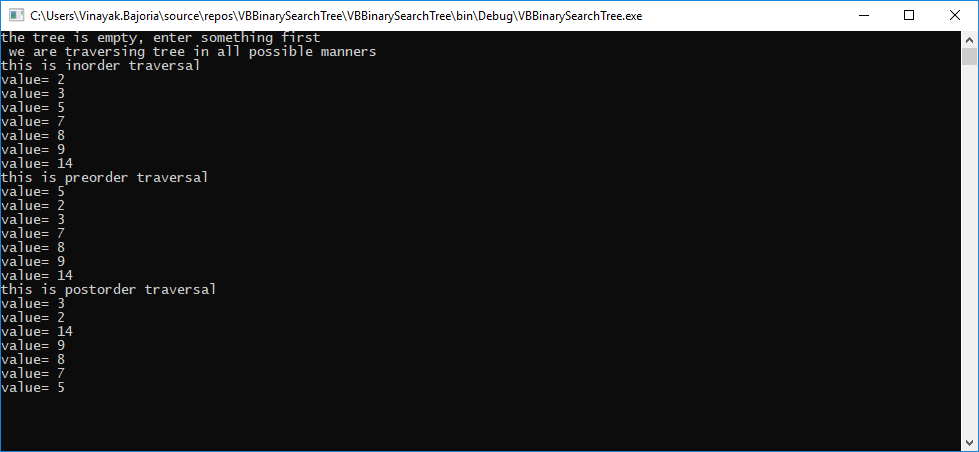 C:\Users\Vinayak.Bajoria\source\repos\VBBinarySearchTree\VBBinarySearchTree\bin\Debug\VBBinarySearchTree.exe
the tree is empty, enter something first
 we are traversing tree in all possible manners
this is inorder traversal
value= 2
value= 3
value= 5
value= 7
value= 8
value= 9
value= 14
this is preorder traversal
value= 5
value= 2
value= 3
value= 7
value= 8
value= 9
value= 14
this is postorder traversal
value= 3
value= 2
value= 14
value= 9
value= 8
value= 7
value= 5